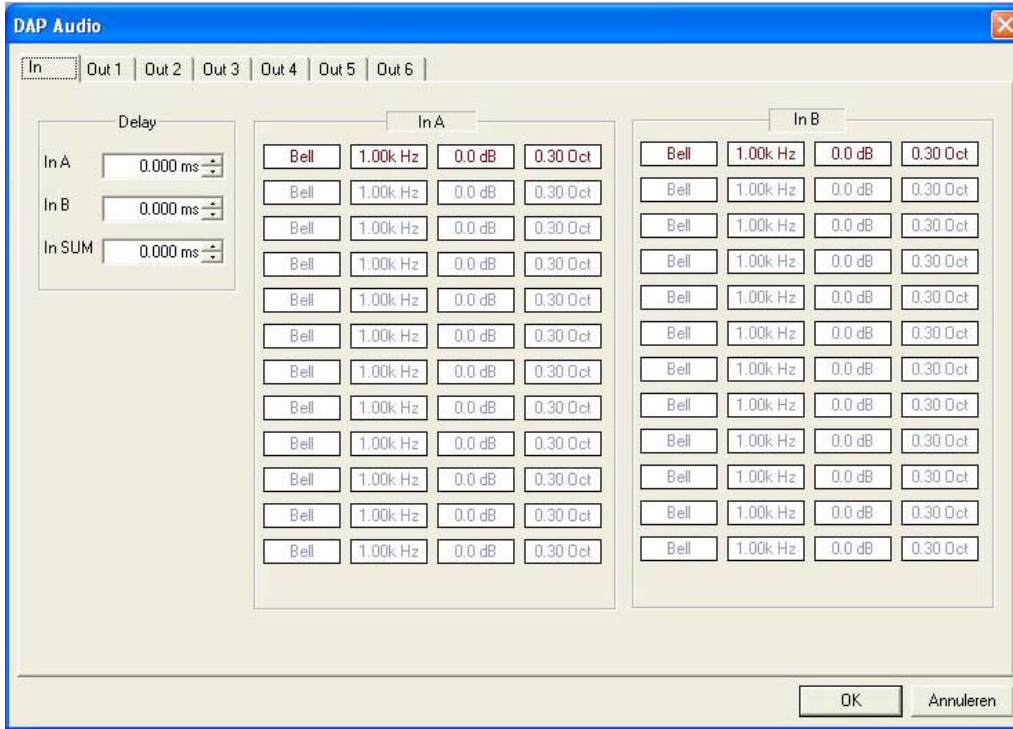 DAP Audio
In Out 1 Out 2 Out 3 Out 4 Out 5 Out 6
Delay
In A 0.000 ms
In B 0.000 ms
In SUM 0.000 ms
In A
Bell 1.00k Hz 0.0 dB 0.30 Oct
Bell 1.00k Hz 0.0 dB 0.30 Oct
Bell 1.00k Hz 0.0 dB 0.30 Oct
Bell 1.00k Hz 0.0 dB 0.30 Oct
Bell 1.00k Hz 0.0 dB 0.30 Oct
Bell 1.00k Hz 0.0 dB 0.30 Oct
Bell 1.00k Hz 0.0 dB 0.30 Oct
Bell 1.00k Hz 0.0 dB 0.30 Oct
Bell 1.00k Hz 0.0 dB 0.30 Oct
Bell 1.00k Hz 0.0 dB 0.30 Oct
Bell 1.00k Hz 0.0 dB 0.30 Oct
Bell 1.00k Hz 0.0 dB 0.30 Oct
In B
Bell 1.00k Hz 0.0 dB 0.30 Oct
Bell 1.00k Hz 0.0 dB 0.30 Oct
Bell 1.00k Hz 0.0 dB 0.30 Oct
Bell 1.00k Hz 0.0 dB 0.30 Oct
Bell 1.00k Hz 0.0 dB 0.30 Oct
Bell 1.00k Hz 0.0 dB 0.30 Oct
Bell 1.00k Hz 0.0 dB 0.30 Oct
Bell 1.00k Hz 0.0 dB 0.30 Oct
Bell 1.00k Hz 0.0 dB 0.30 Oct
Bell 1.00k Hz 0.0 dB 0.30 Oct
Bell 1.00k Hz 0.0 dB 0.30 Oct
Bell 1.00k Hz 0.0 dB 0.30 Oct
OK Annuleren